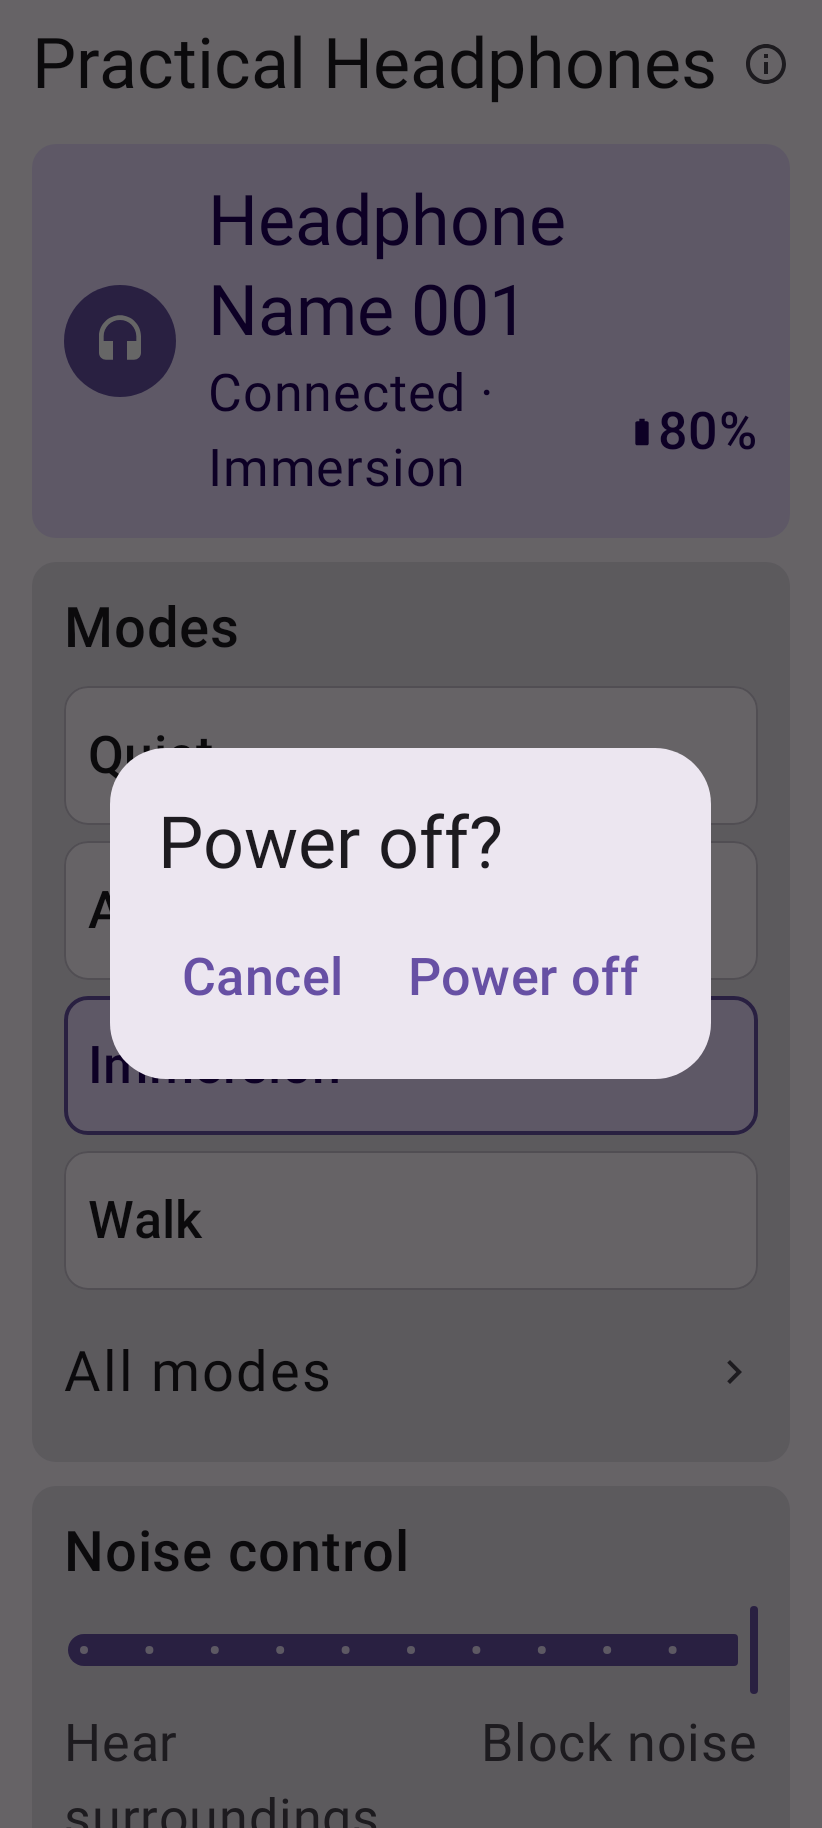 Practical Headphones
Headphone
Name 001
Connected ·
Immersion
80%
Modes
Power off?
Cancel Power off
Walk
All modes
Noise control
Hear
surroundings
Block noise